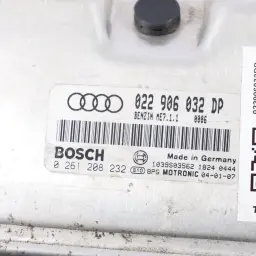 022 906 032 DP
BENZIN ME7.1.1 0006
BOSCH
Made in Germany
1039S03562 1824 0444
0 261 208 232 BPG MOTRONIC 04-01-07